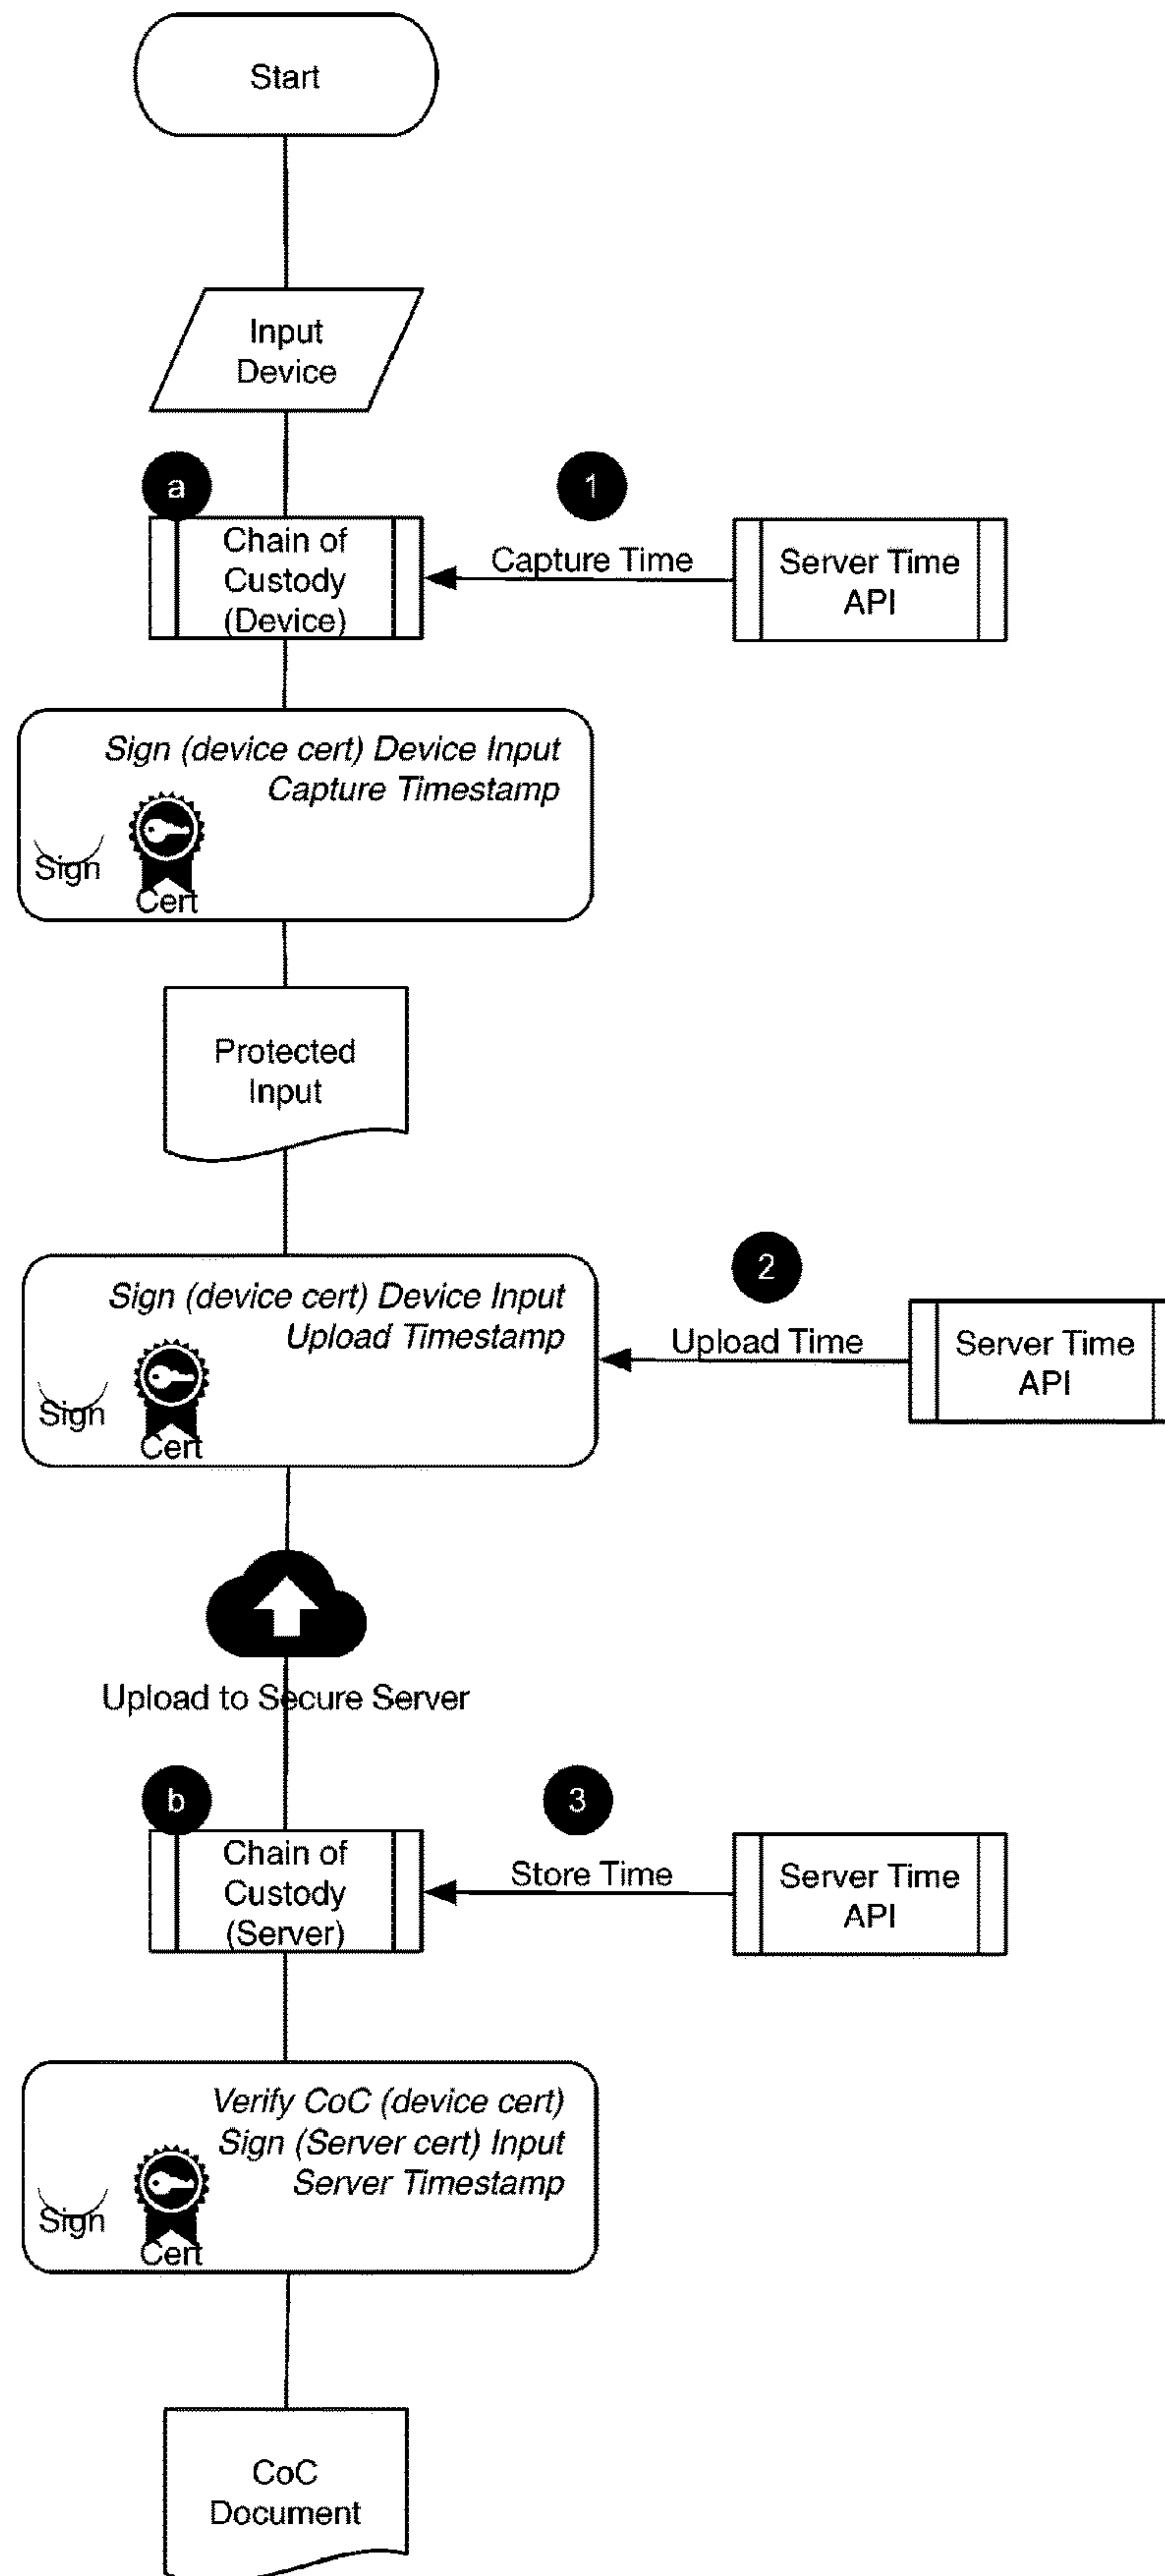 Start
Input
Device
a
1
Chain of
Custody
(Device)
Capture Time
Server Time
API
Sign (device cert) Device Input
Capture Timestamp
Sign
Cert
Protected
Input
Sign (device cert) Device Input
Upload Timestamp
Sign
Cert
2
Upload Time
Server Time
API
Upload to Secure Server
b
3
Chain of
Custody
(Server)
Store Time
Server Time
API
Verify CoC (device cert)
Sign (Server cert) Input
Server Timestamp
Sign
Cert
CoC
Document